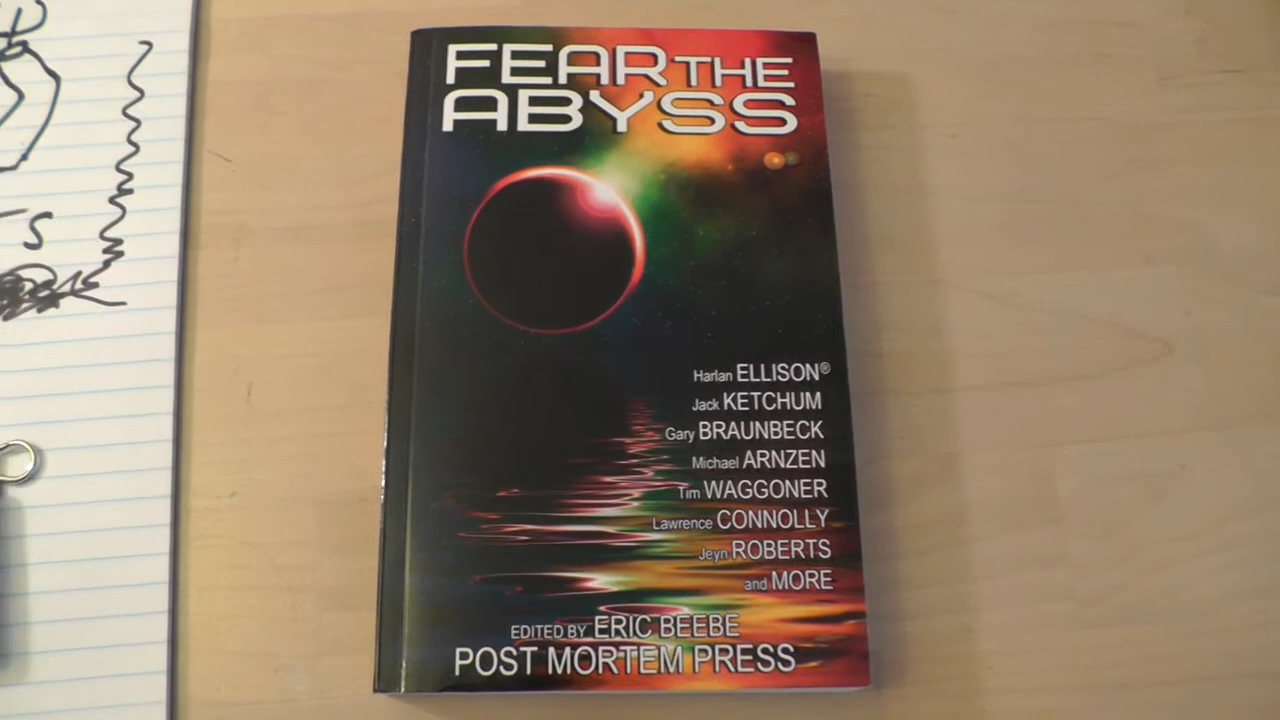 FEAR THE
ABYSS
Harlan ELLISON®
Jack KETCHUM
Gary BRAUNBECK
Michael ARNZEN
Tim WAGGONER
Lawrence CONNOLLY
Jeyn ROBERTS
and MORE
EDITED BY ERIC BEEBE
POST MORTEM PRESS